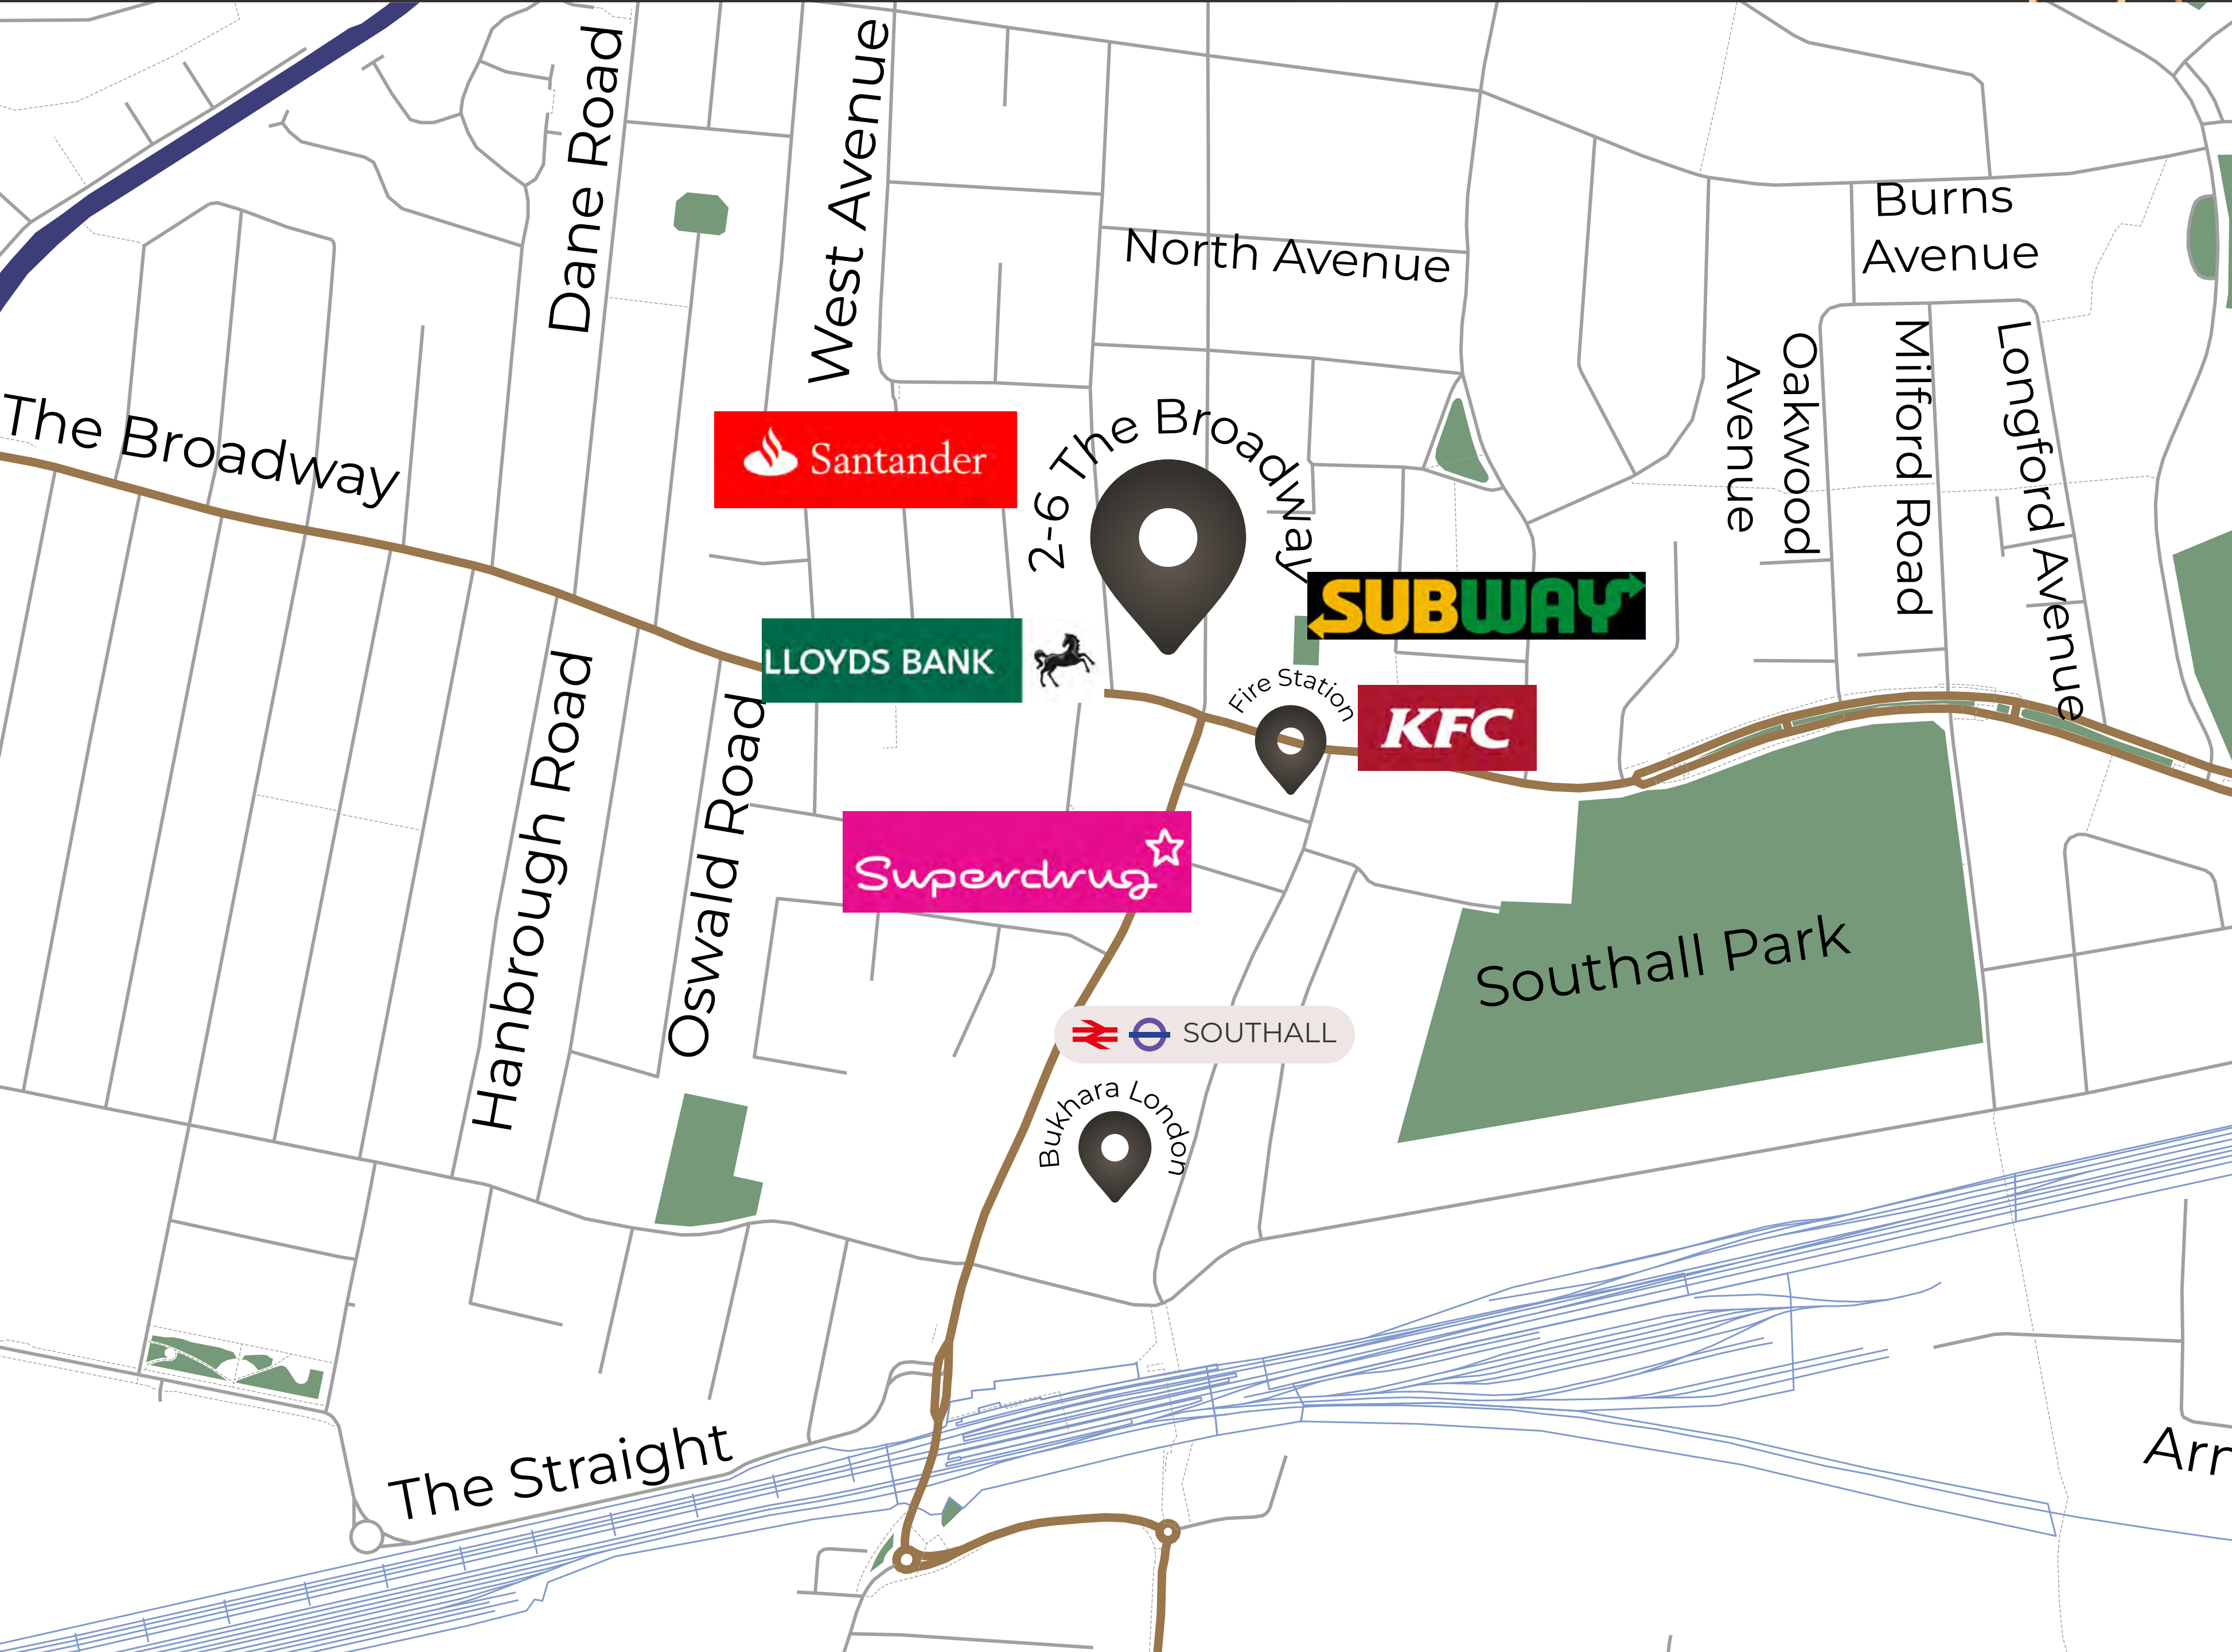 Dane Road
West Avenue
North Avenue
Burns
Avenue
Oakwood
Avenue
Milford Road
Longford Avenue
The Broadway
Santander
2-6 The Broadway
SUBWAY
LLOYDS BANK
Fire Station
KFC
Hanbrough Road
Oswald Road
Superdrug
Southall Park
SOUTHALL
Bukhara London
The Straight